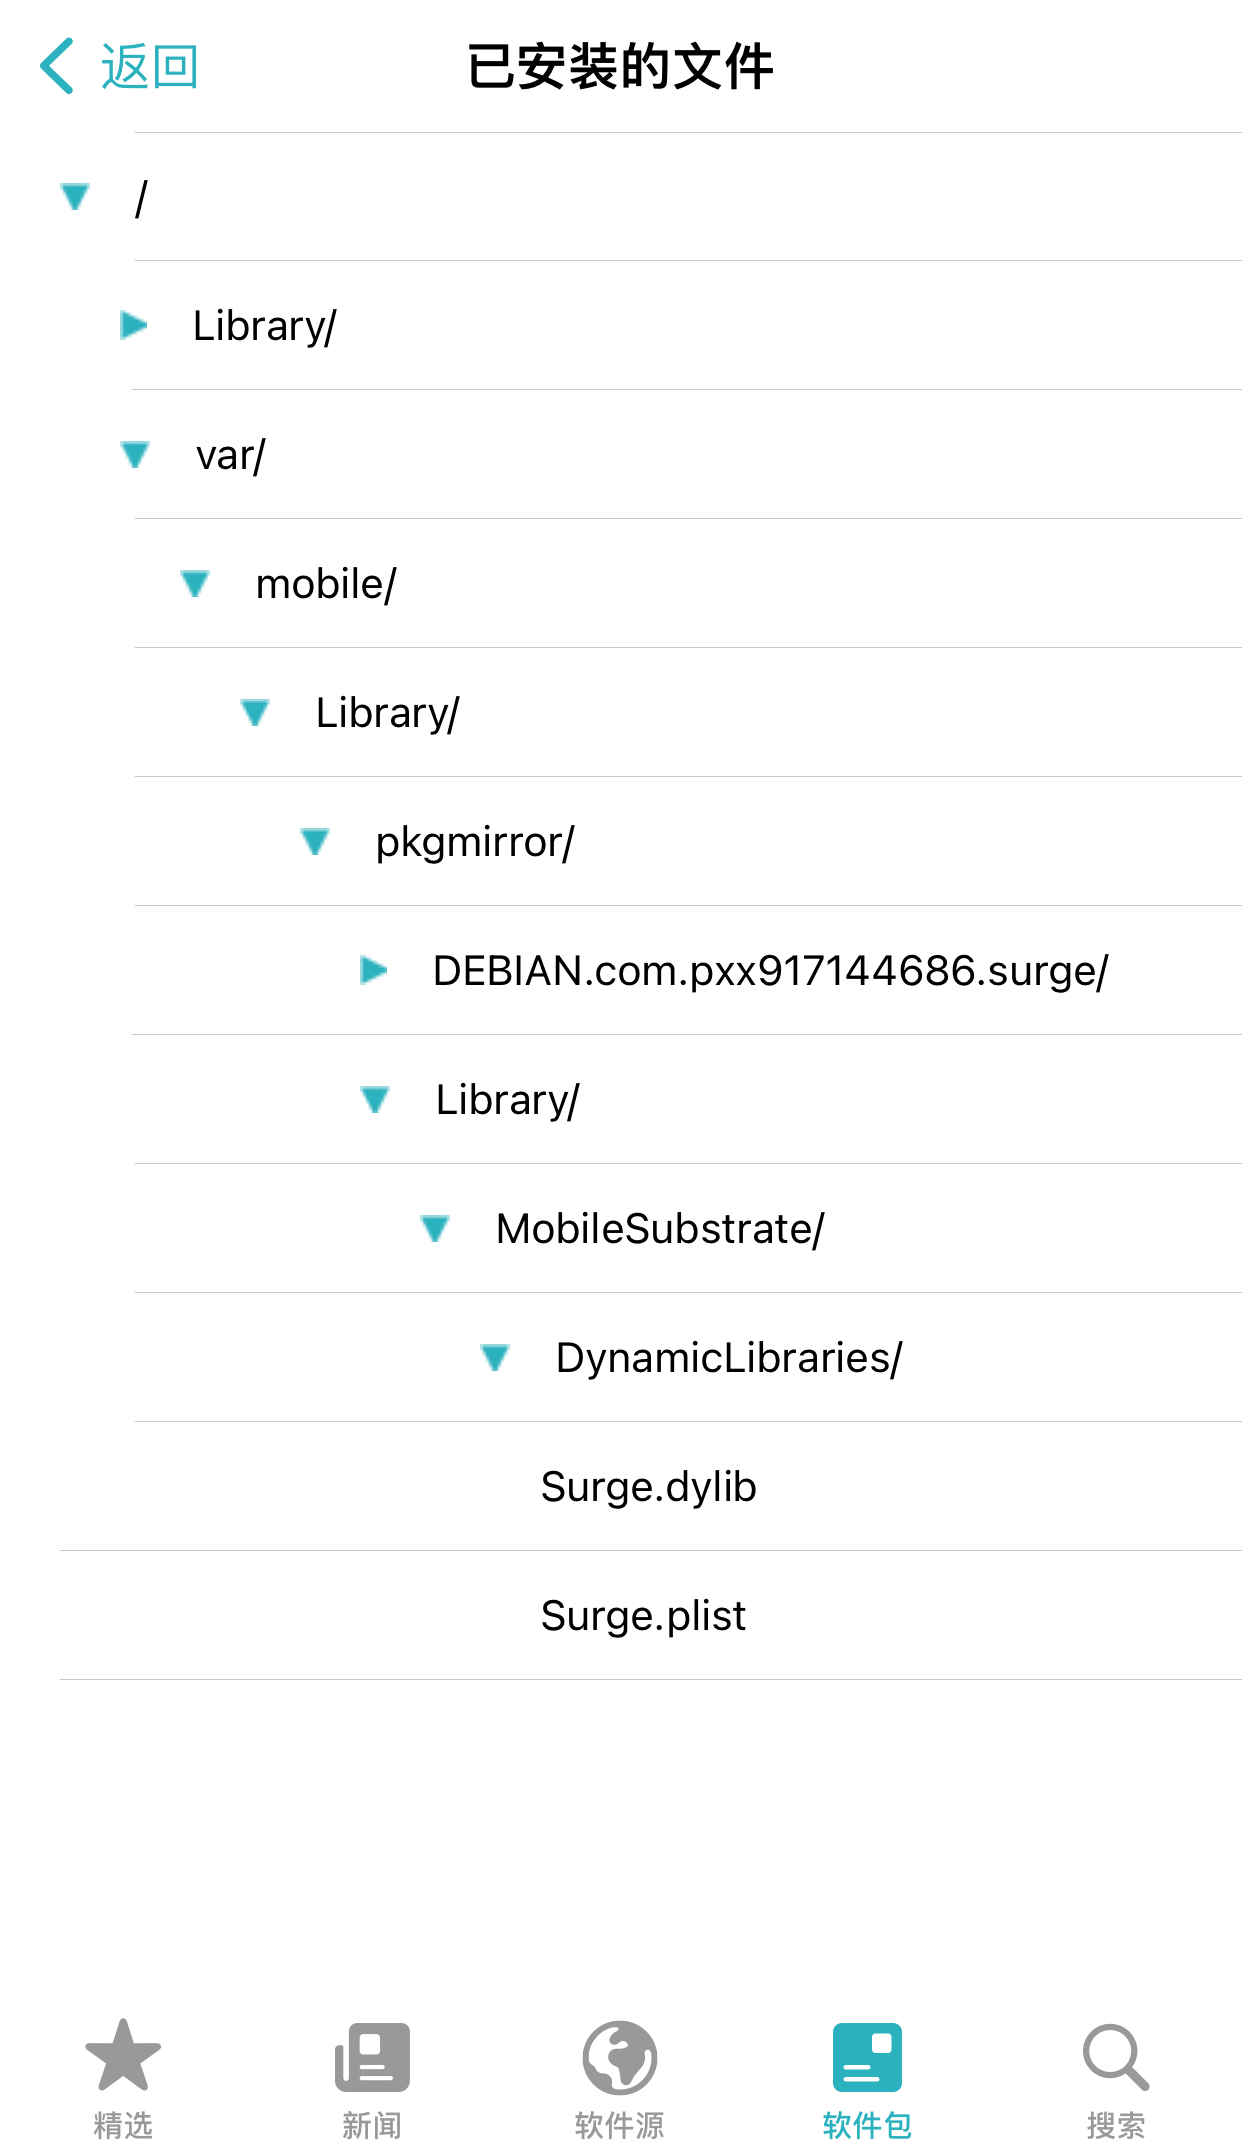 返回
已安装的文件
/
Library/
var/
mobile/
Library/
pkgmirror/
DEBIAN.com.pxx917144686.surge/
Library/
MobileSubstrate/
DynamicLibraries/
Surge.dylib
Surge.plist
精选 新闻 软件源 软件包 搜索